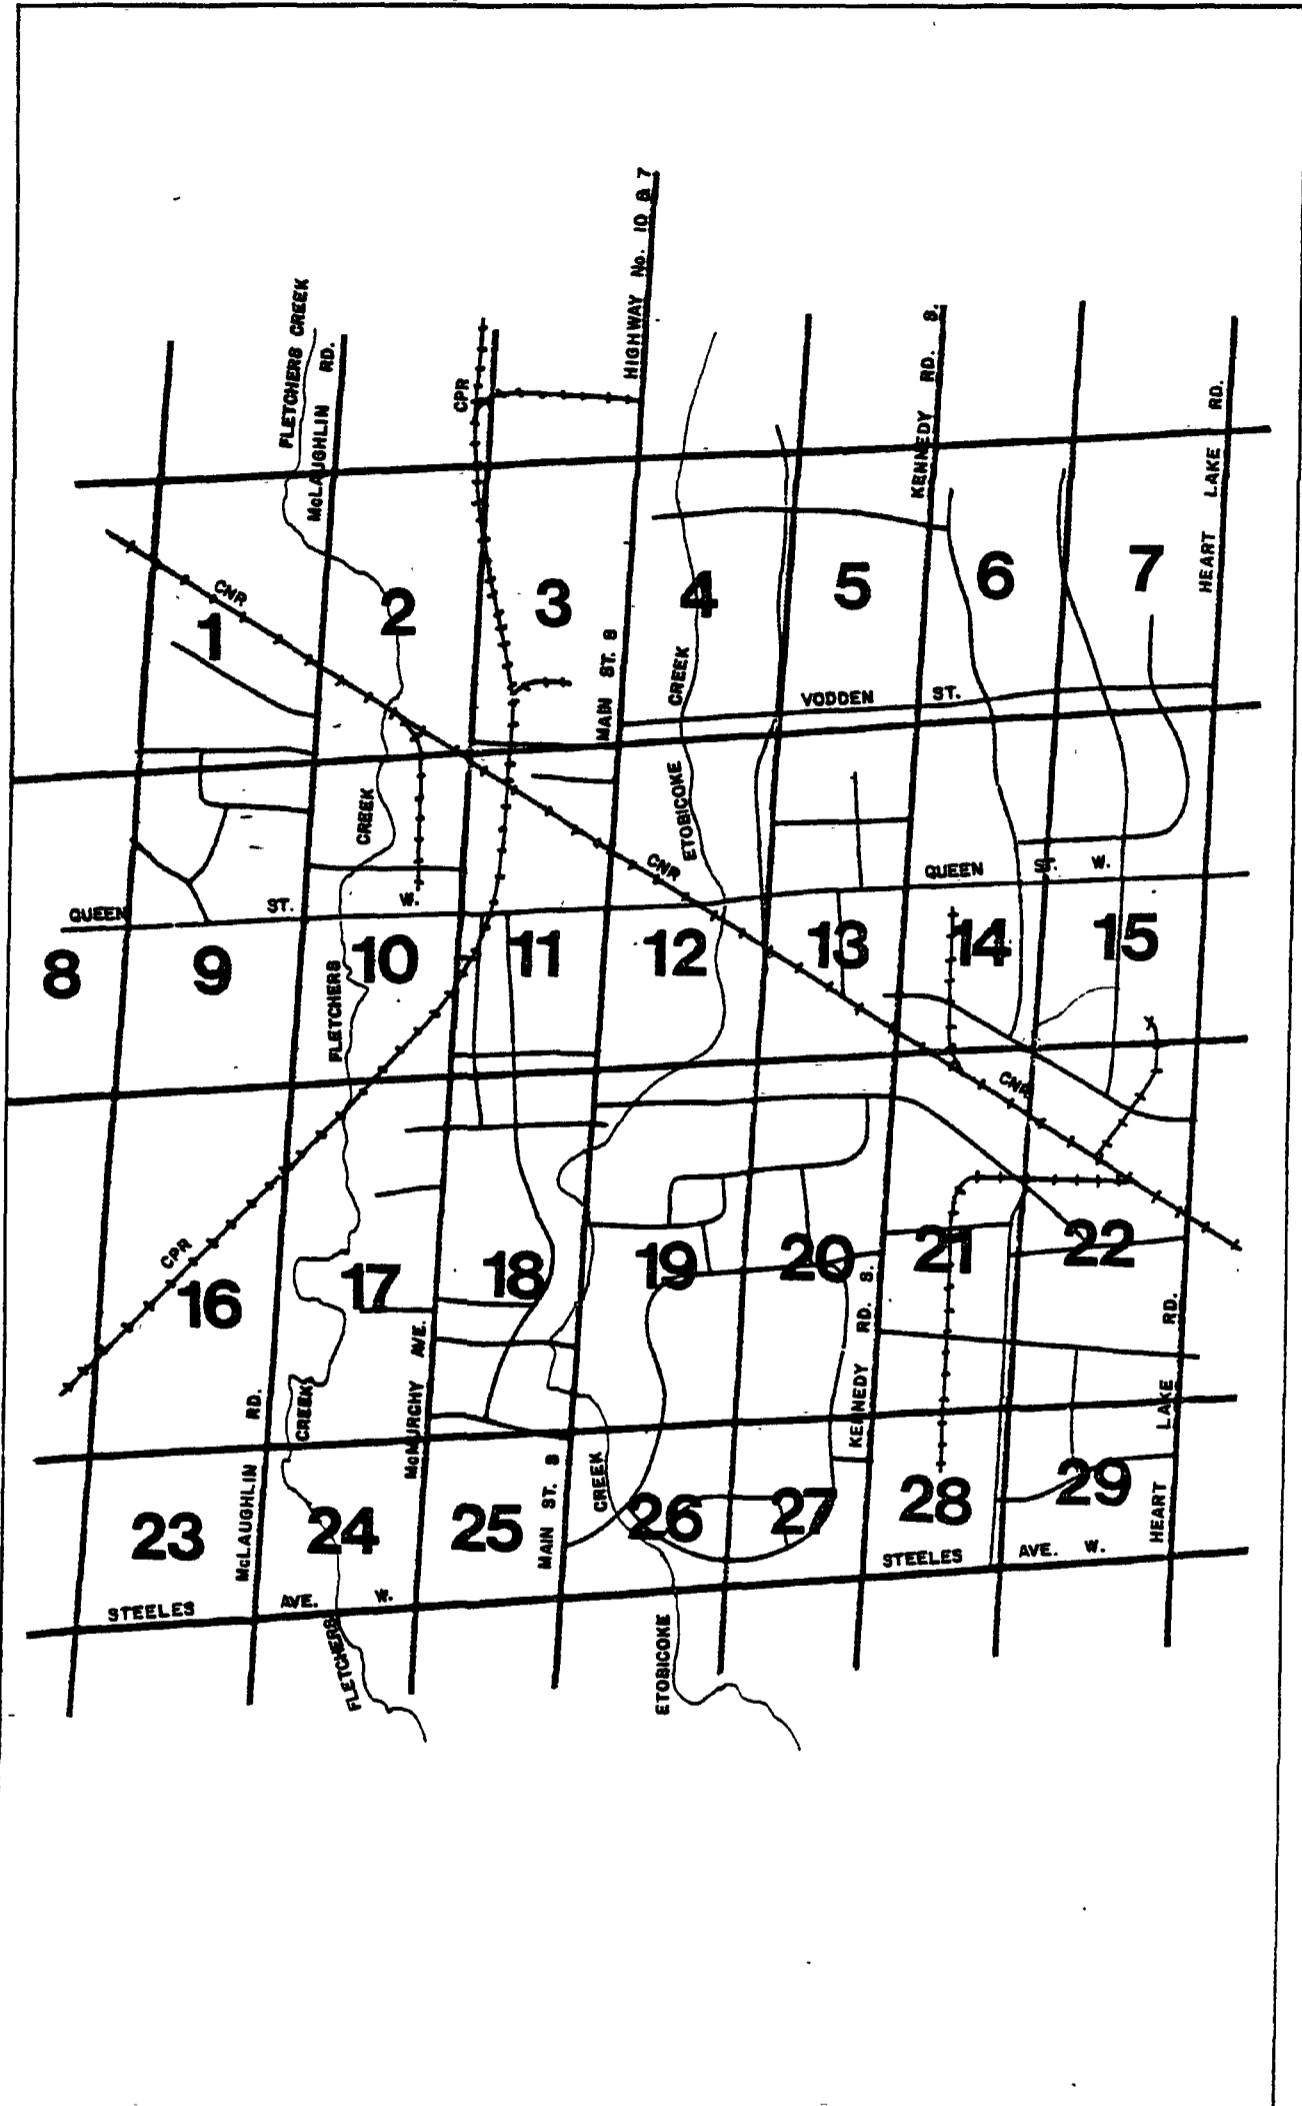 HIGHWAY No. 10 & 7
FLETCHERS CREEK
McLAUGHLIN RD.
CPR
KENNEDY RD. S.
HEART LAKE RD.
CNR
1
2
3
4
5
6
7
MAIN ST. S
CREEK
ETOBICOKE
VODDEN ST.
CREEK
CNR
QUEEN ST. W.
QUEEN ST. W.
8
9
10
11
12
13
14
15
FLETCHERS
CNR
CPR
16
17
18
19
20
21
22
McLAUGHLIN RD.
CREEK
McMURCHY AVE.
MAIN ST. S
CREEK
KENNEDY RD. S.
HEART LAKE RD.
23
24
25
26
27
28
29
STEELES AVE. W.
STEELES AVE. W.
FLETCHERS
ETOBICOKE